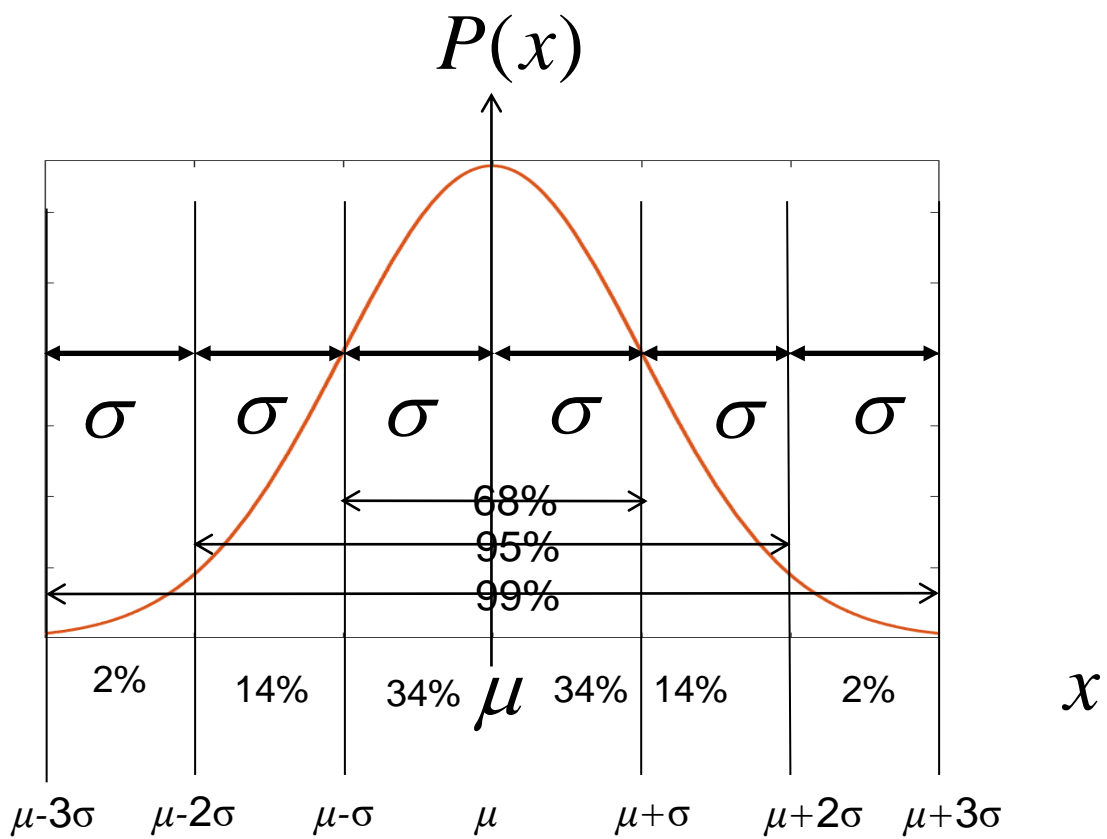 P(x)
σ σ σ σ σ σ
68%
95%
99%
2% 14% 34% μ 34% 14% 2% x
μ-3σ μ-2σ μ-σ μ μ+σ μ+2σ μ+3σ